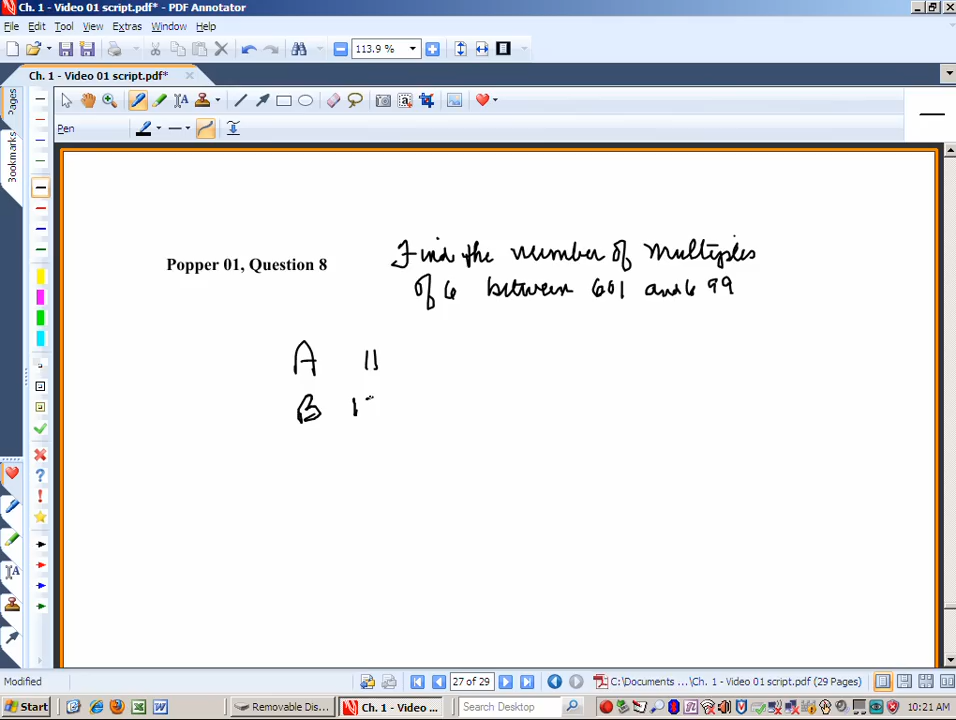 Ch. 1 - Video 01 script.pdf* - PDF Annotator
File Edit Tool View Extras Window Help
113.9 %
Ch. 1 - Video 01 script.pdf*
Pen
Pages
Bookmarks
Popper 01, Question 8
Find the number of multiples
of 6 between 601 and 699
A 11
B 1
Modified
27 of 29
C:\Documents ...\Ch. 1 - Video 01 script.pdf (29 Pages)
Start
Removable Dis...
Ch. 1 - Video ...
Search Desktop
10:21 AM